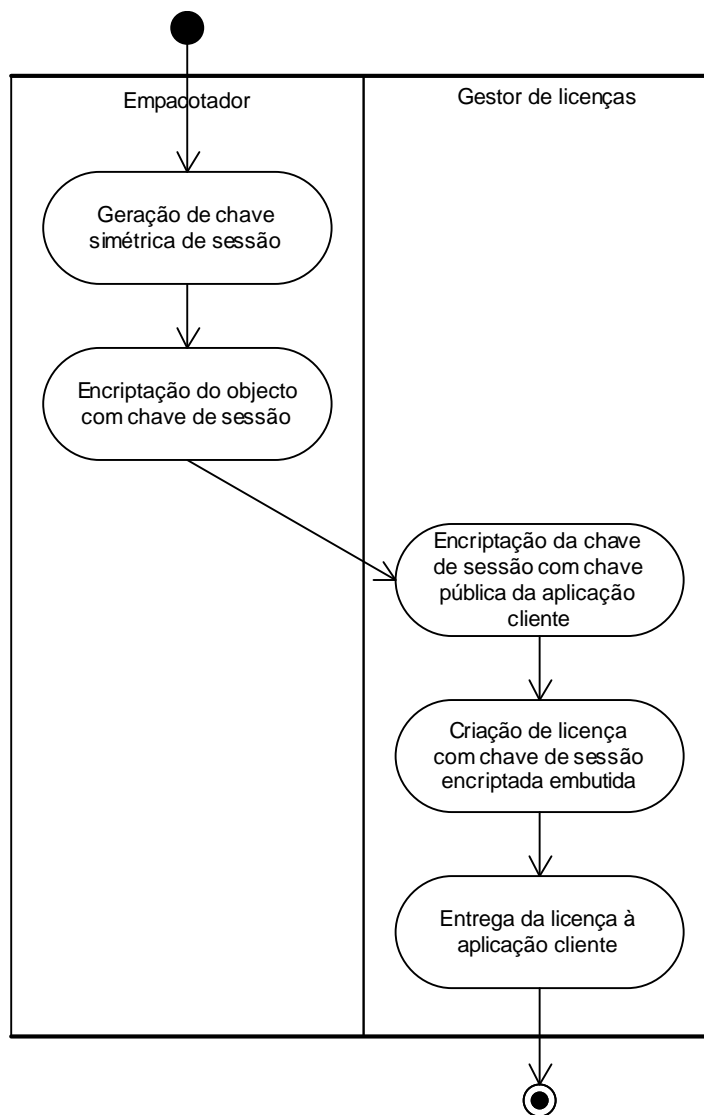 Empacotador
Gestor de licenças
Geração de chave
simétrica de sessão
Encriptação do objecto
com chave de sessão
Encriptação da chave
de sessão com chave
pública da aplicação
cliente
Criação de licença
com chave de sessão
encriptada embutida
Entrega da licença à
aplicação cliente